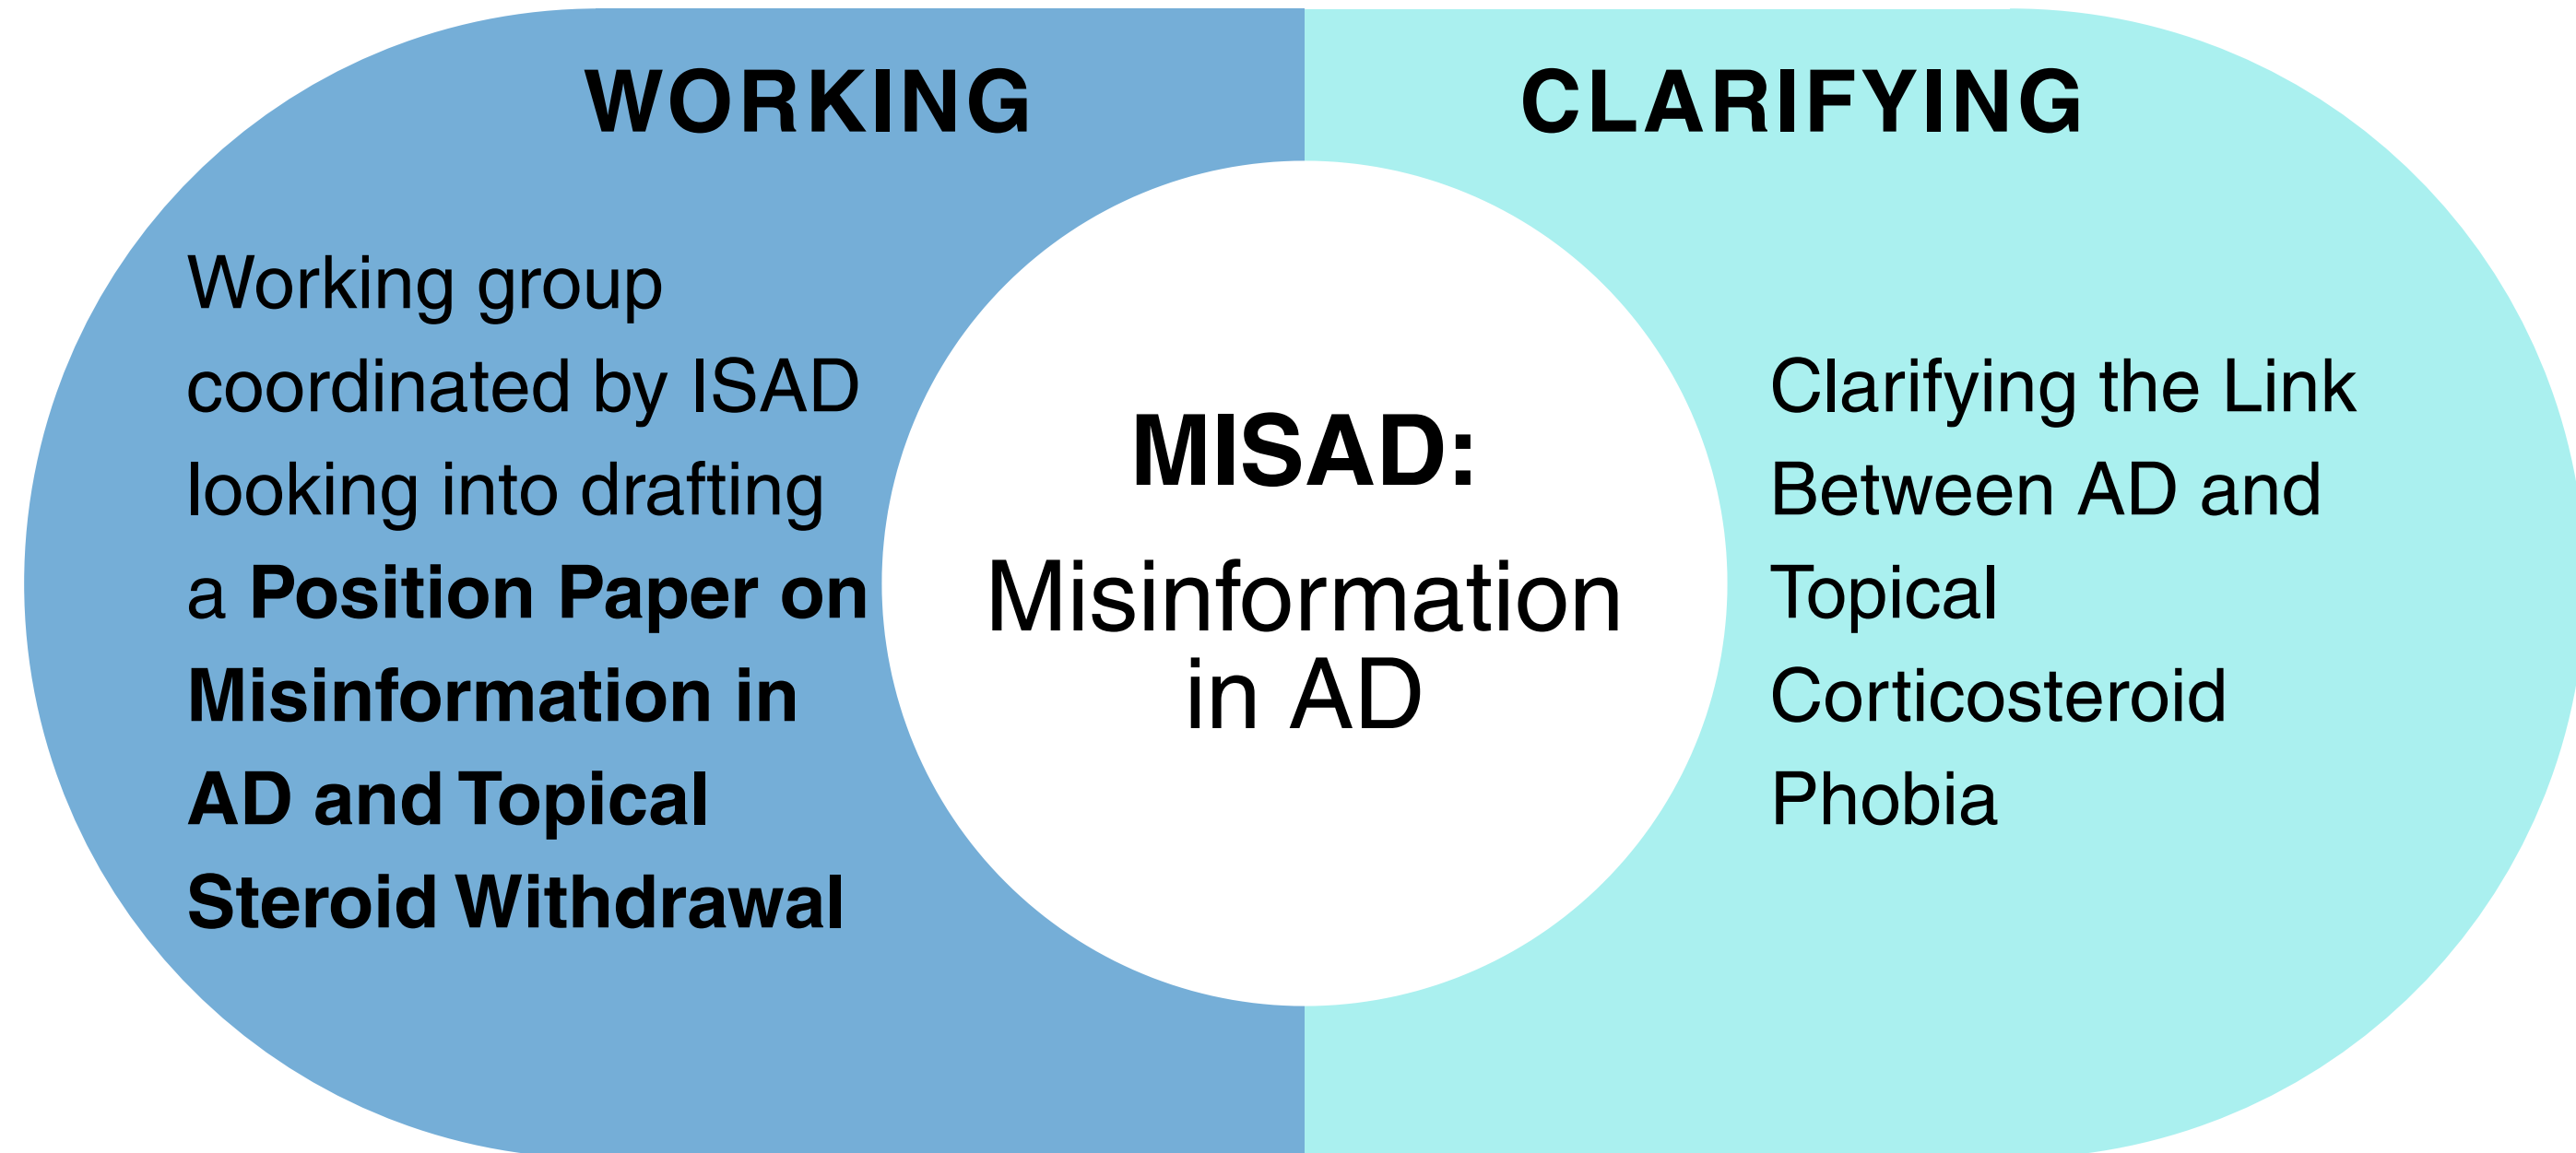 WORKING
Working group
coordinated by ISAD
looking into drafting
a Position Paper on
Misinformation in
AD and Topical
Steroid Withdrawal
MISAD:
Misinformation
in AD
CLARIFYING
Clarifying the Link
Between AD and
Topical
Corticosteroid
Phobia